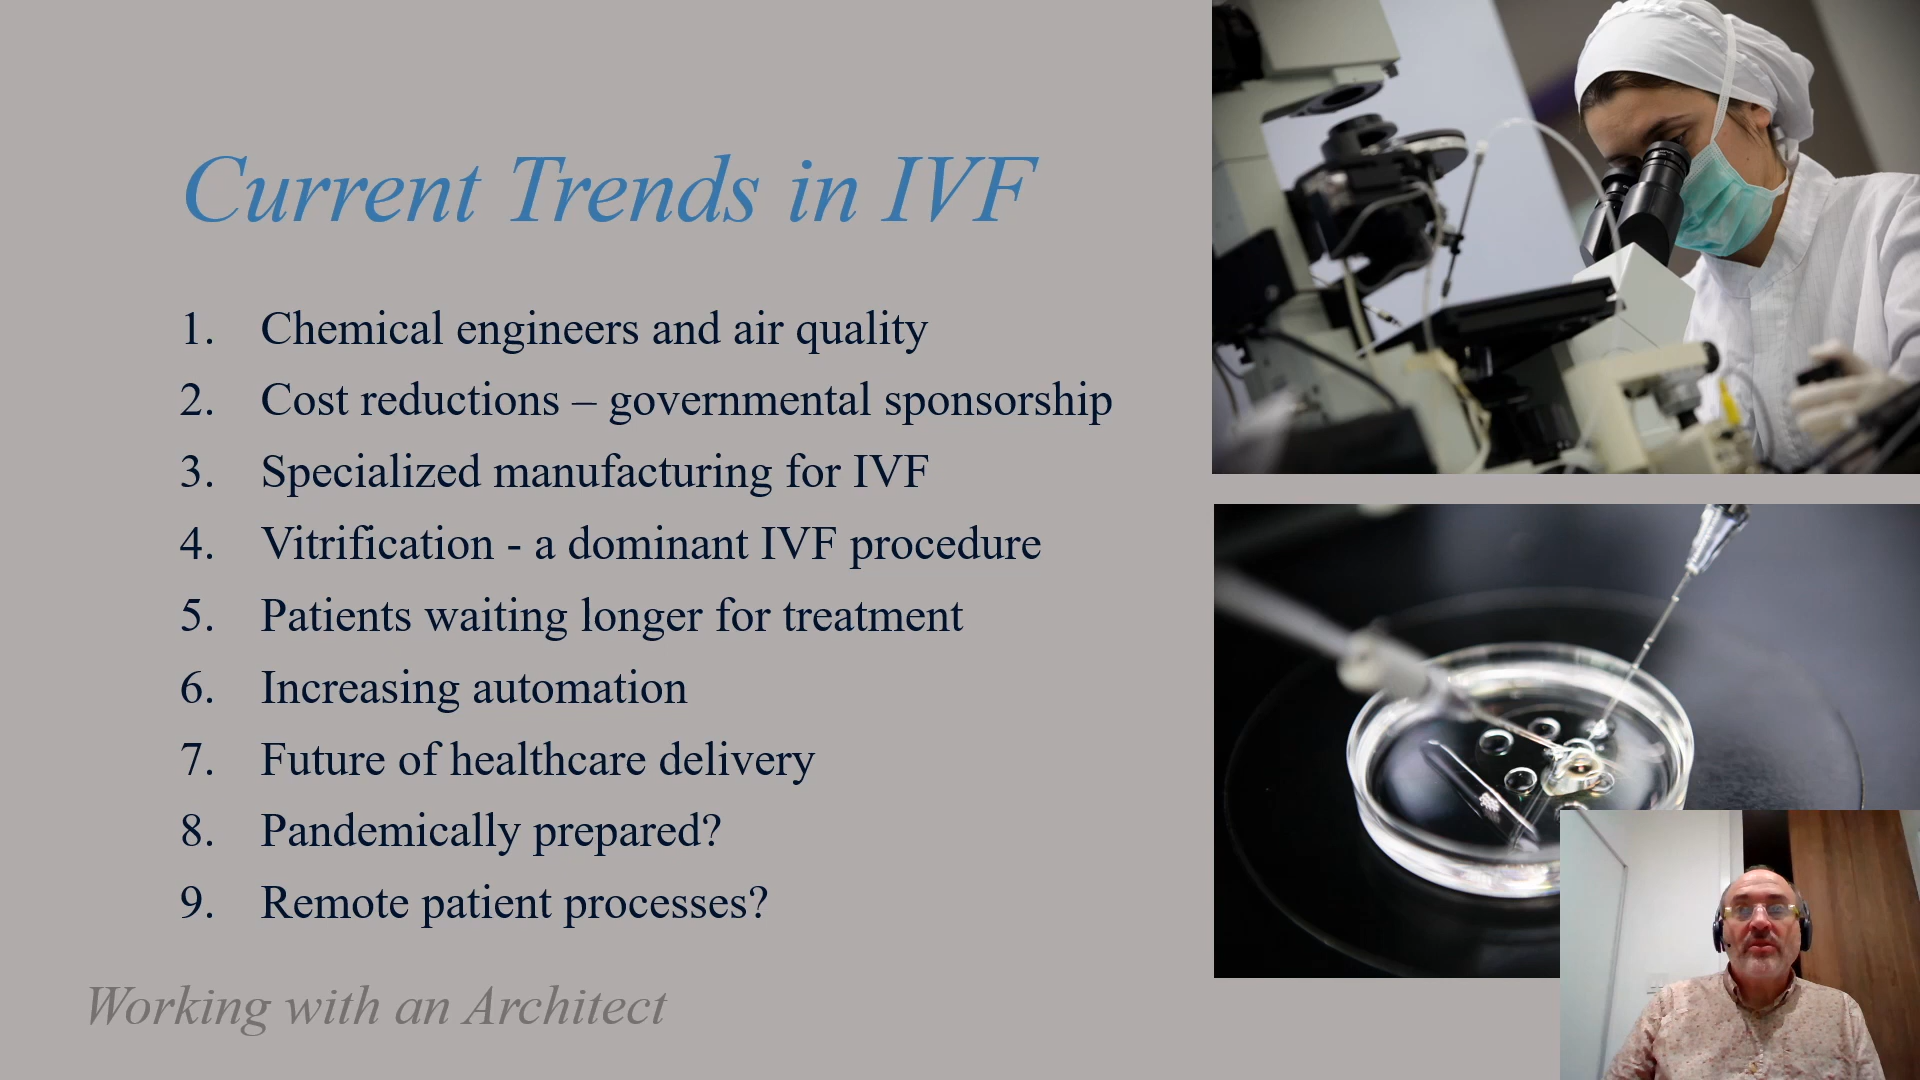 Current Trends in IVF
1. Chemical engineers and air quality
2. Cost reductions – governmental sponsorship
3. Specialized manufacturing for IVF
4. Vitrification - a dominant IVF procedure
5. Patients waiting longer for treatment
6. Increasing automation
7. Future of healthcare delivery
8. Pandemically prepared?
9. Remote patient processes?
Working with an Architect